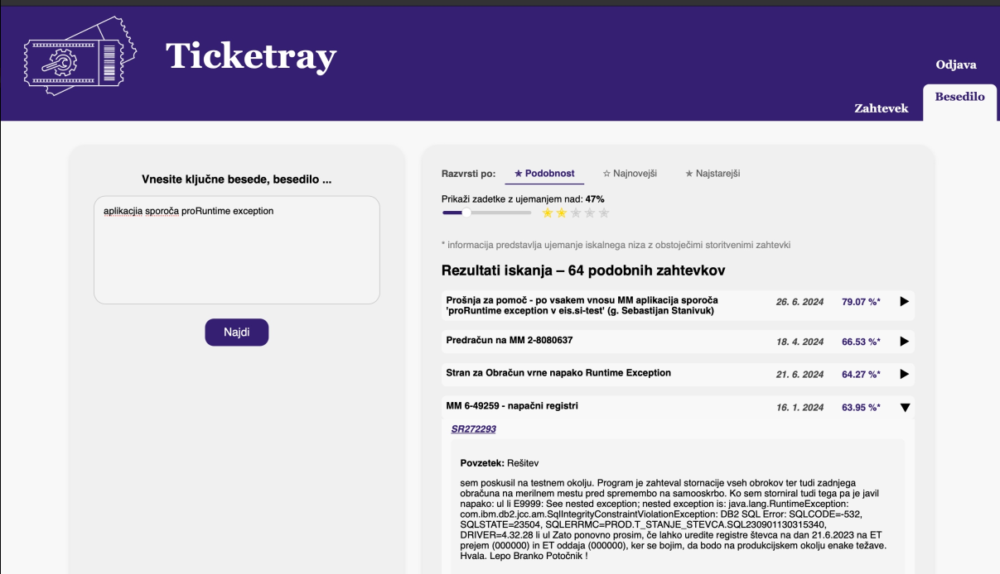 Ticketray
Odjava
Zahtevek
Besedilo
Vnesite ključne besede, besedilo ...
aplikacjia sporoča proRuntime exception
Najdi
Razvrsti po: ★ Podobnost ☆ Najnovejši ★ Najstarejši
Prikaži zadetke z ujemanjem nad: 47%
* informacija predstavlja ujemanje iskalnega niza z obstoječimi storitvenimi zahtevki
Rezultati iskanja – 64 podobnih zahtevkov
Prošnja za pomoč - po vsakem vnosu MM aplikacija sporoča
'proRuntime exception v eis.si-test' (g. Sebastijan Stanivuk)
26. 6. 2024 79.07 %*
Predračun na MM 2-8080637 18. 4. 2024 66.53 %*
Stran za Obračun vrne napako Runtime Exception 21. 6. 2024 64.27 %*
MM 6-49259 - napačni registri 16. 1. 2024 63.95 %*
SR272293
Povzetek: Rešitev
sem poskusil na testnem okolju. Program je zahteval stornacije vseh obrokov ter tudi zadnjega
obračuna na merilnem mestu pred spremembo na samooskrbo. Ko sem storniral tudi tega pa je javil
napako: ul li E9999: See nested exception; nested exception is: java.lang.RuntimeException:
com.ibm.db2.jcc.am.SqlIntegrityConstraintViolationException: DB2 SQL Error: SQLCODE=-532,
SQLSTATE=23504, SQLERRMC=PROD.T_STANJE_STEVCA.SQL230901130315340,
DRIVER=4.32.28 li ul Zato ponovno prosim, če lahko uredite registre števca na dan 21.6.2023 na ET
prejem (000000) in ET oddaja (000000), ker se bojim, da bodo na produkcijskem okolju enake težave.
Hvala. Lepo Branko Potočnik !